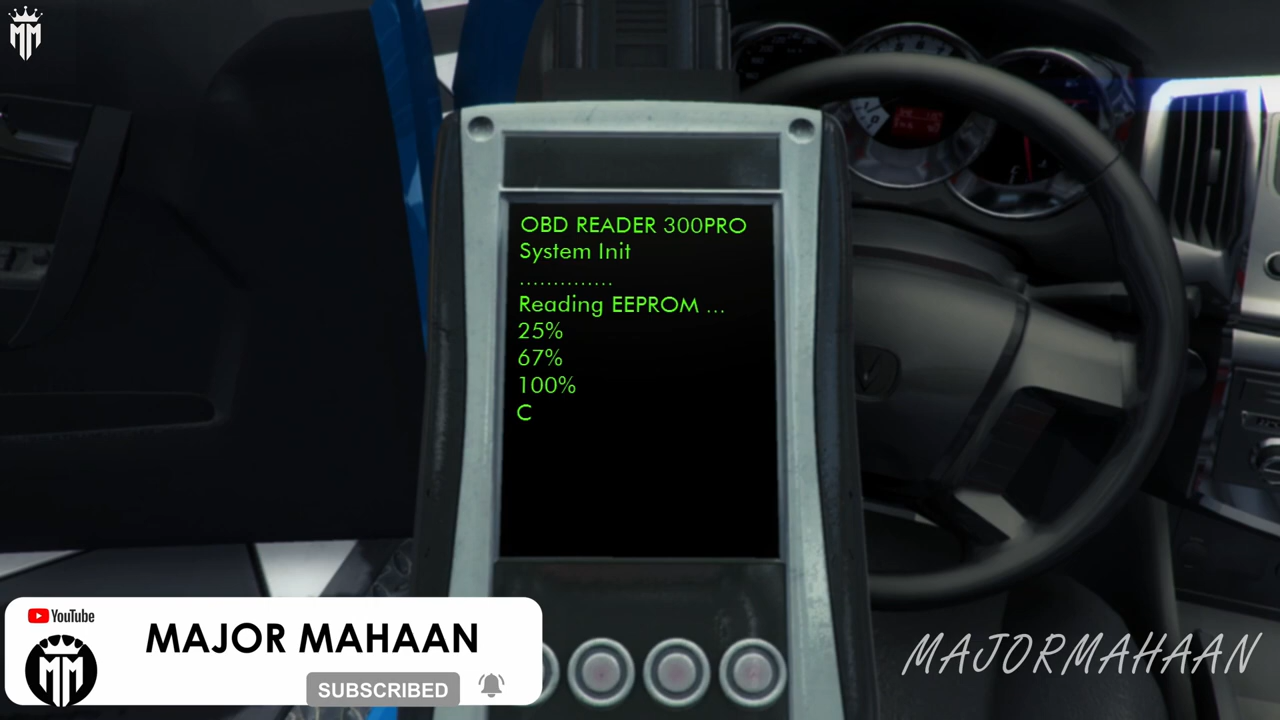 OBD READER 300PRO
System Init
..............
Reading EEPROM ...
25%
67%
100%
C
YouTube
MAJOR MAHAAN
SUBSCRIBED
MAJORMAHAAN